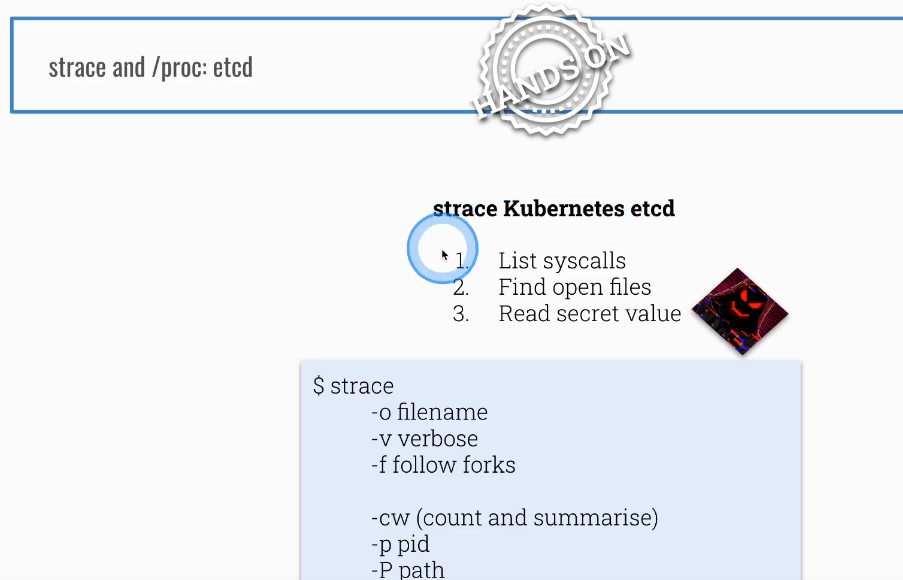 strace and /proc: etcd
HANDS ON
strace Kubernetes etcd
1. List syscalls
2. Find open files
3. Read secret value
$ strace
-o filename
-v verbose
-f follow forks
-cw (count and summarise)
-p pid
-P path